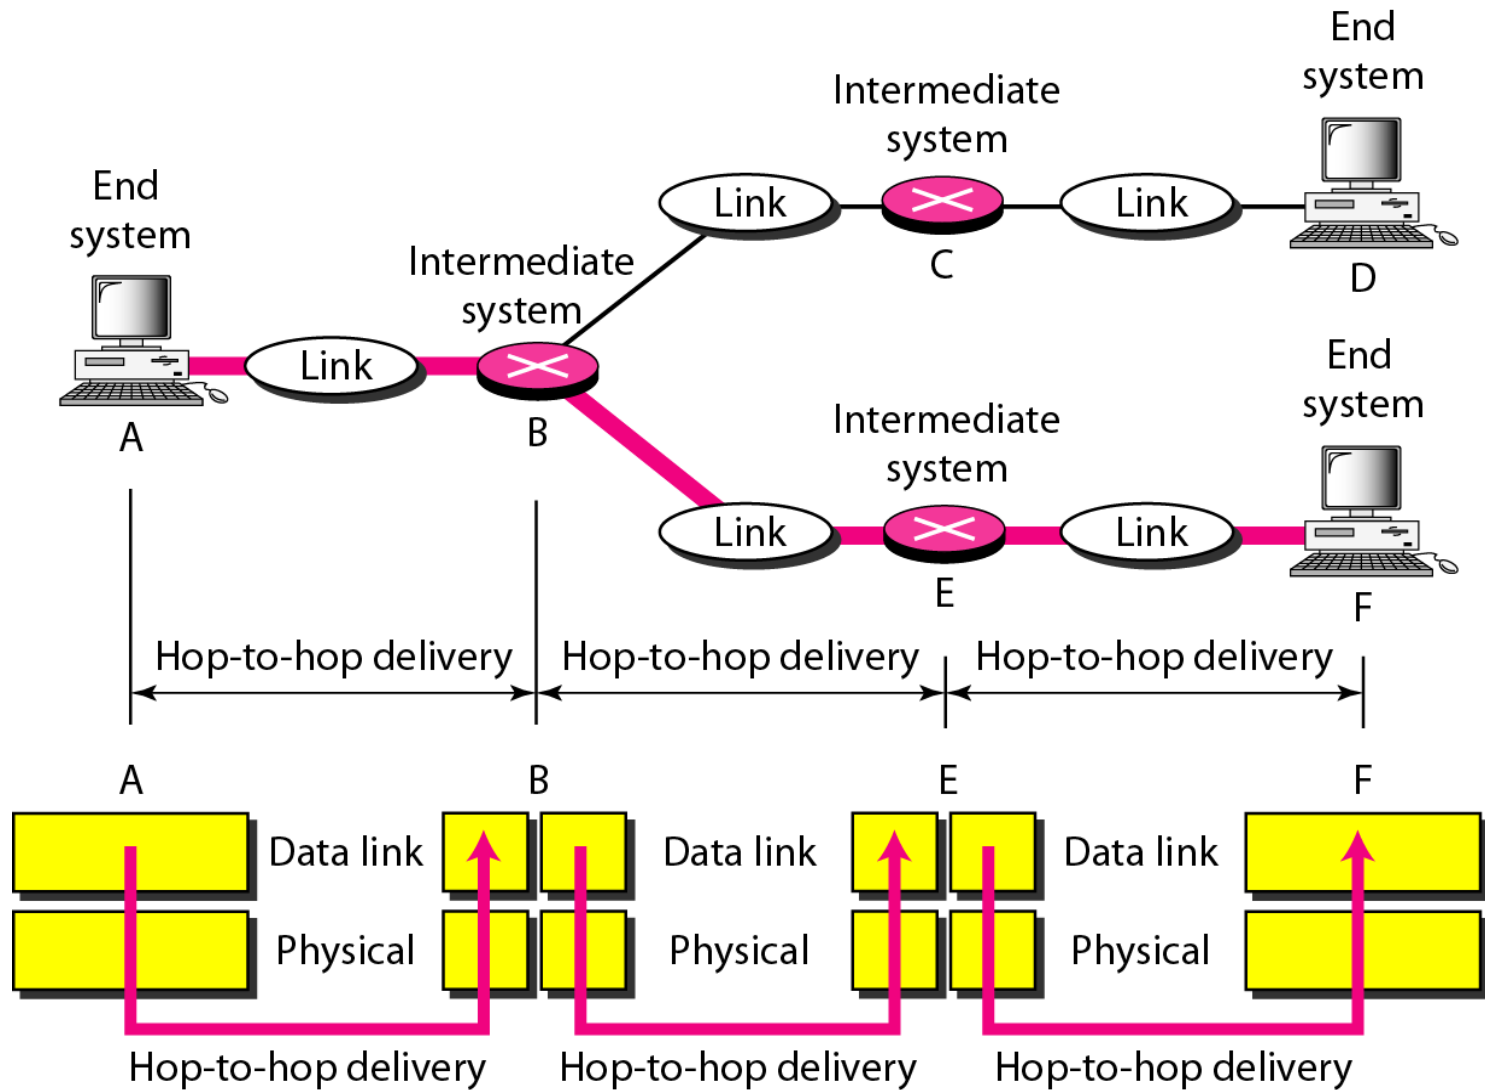 End
system
Intermediate
system
End
system
Link
C
Link
D
Intermediate
system
End
system
A
Link
B
Intermediate
system
End
system
Link
E
Link
F
Hop-to-hop delivery
Hop-to-hop delivery
Hop-to-hop delivery
A
B
E
F
Data link
Data link
Data link
Physical
Physical
Physical
Hop-to-hop delivery
Hop-to-hop delivery
Hop-to-hop delivery